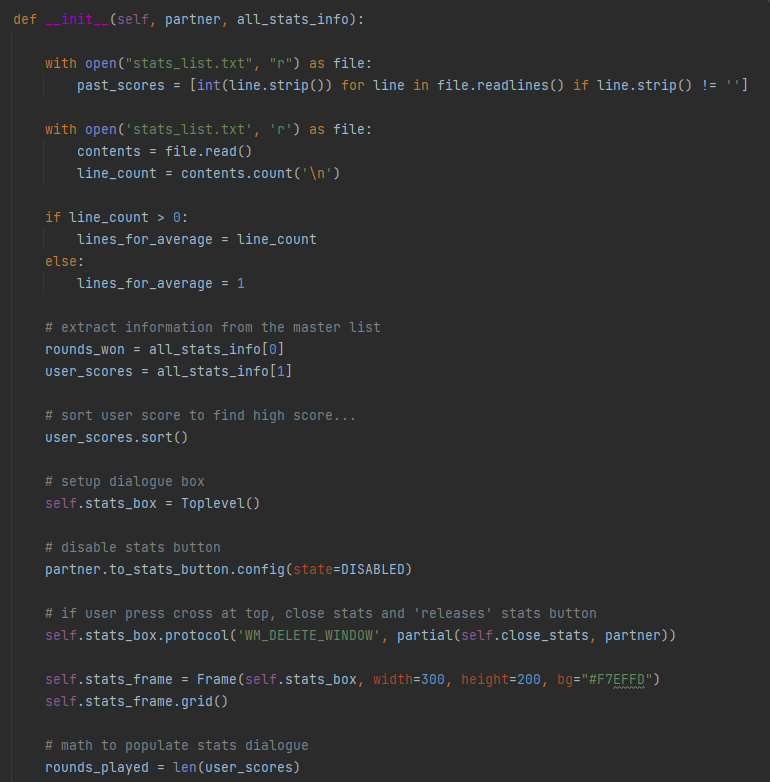 def __init__(self, partner, all_stats_info):
with open("stats_list.txt", "r") as file:
past_scores = [int(line.strip()) for line in file.readlines() if line.strip() != '']
with open('stats_list.txt', 'r') as file:
contents = file.read()
line_count = contents.count('\n')
if line_count > 0:
lines_for_average = line_count
else:
lines_for_average = 1
# extract information from the master list
rounds_won = all_stats_info[0]
user_scores = all_stats_info[1]
# sort user score to find high score...
user_scores.sort()
# setup dialogue box
self.stats_box = Toplevel()
# disable stats button
partner.to_stats_button.config(state=DISABLED)
# if user press cross at top, close stats and 'releases' stats button
self.stats_box.protocol('WM_DELETE_WINDOW', partial(self.close_stats, partner))
self.stats_frame = Frame(self.stats_box, width=300, height=200, bg="#F7EFFD")
self.stats_frame.grid()
# math to populate stats dialogue
rounds_played = len(user_scores)